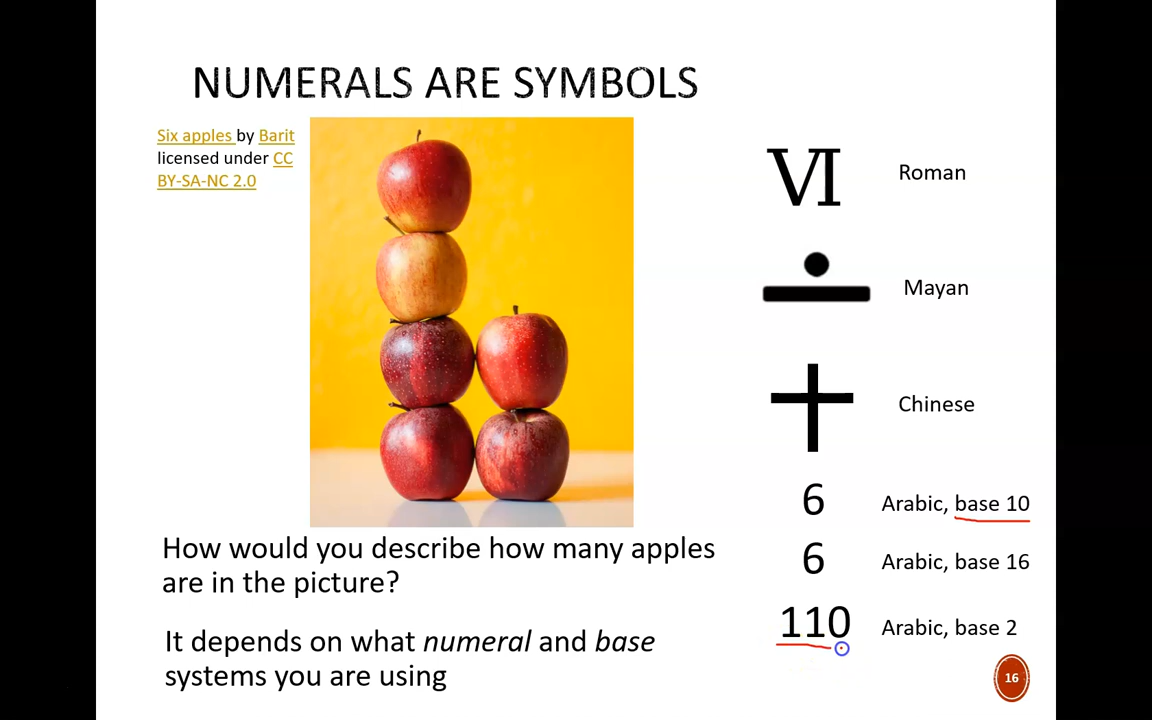 NUMERALS ARE SYMBOLS
Six apples by Barit
licensed under CC
BY-SA-NC 2.0
Ⅵ Roman
Mayan
十 Chinese
6 Arabic, base 10
6 Arabic, base 16
110 Arabic, base 2
How would you describe how many apples
are in the picture?
It depends on what numeral and base
systems you are using
16